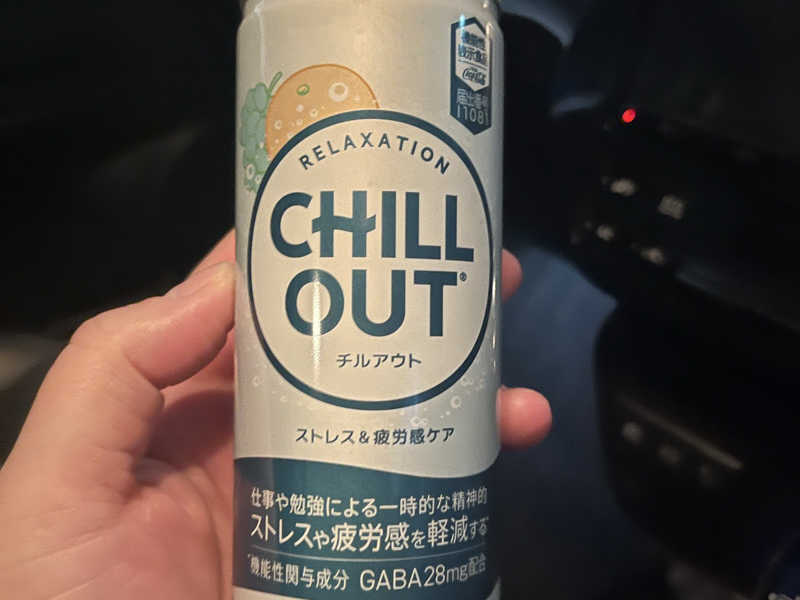 機能性
表示食品
Coca-Cola
届出番号
I108
RELAXATION
CHILL
OUT®
チルアウト
ストレス&疲労感ケア
仕事や勉強による一時的な精神的
ストレスや疲労感を軽減する
機能性関与成分 GABA28mg配合